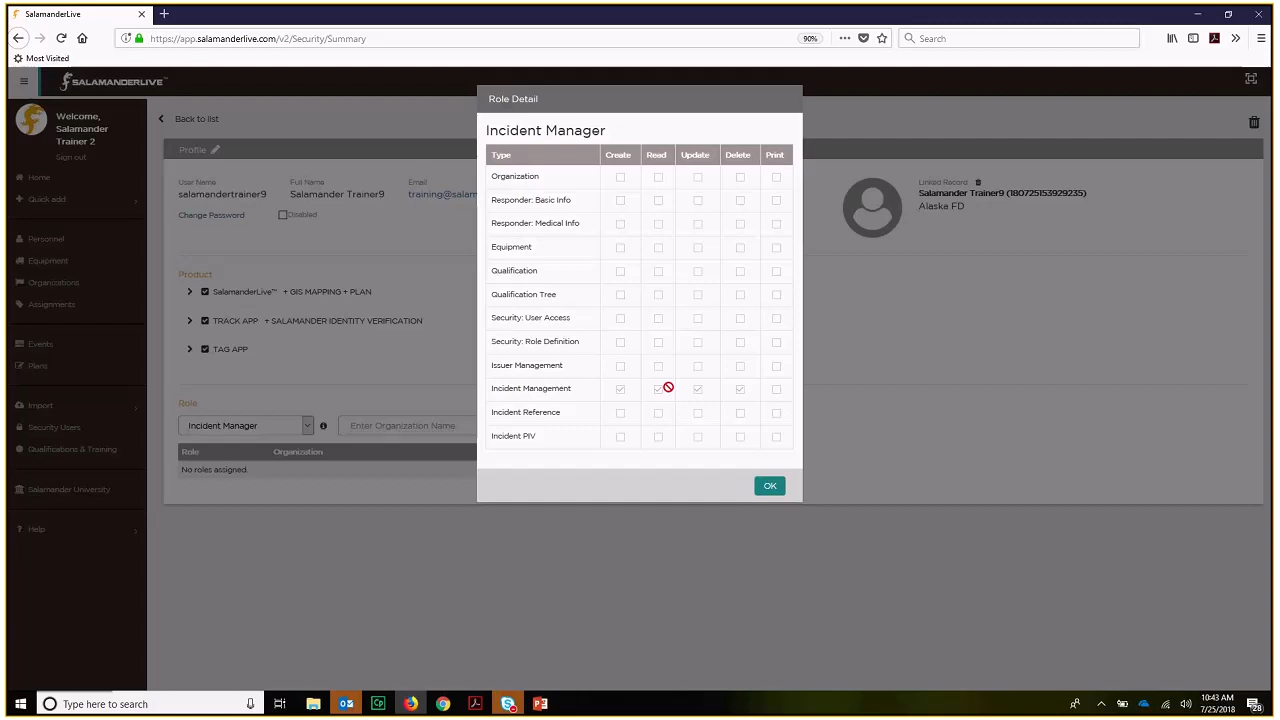 SalamanderLive
https://app.salamanderlive.com/v2/Security/Summary
90%
Search
Most Visited
SALAMANDERLIVE™
Welcome,
Salamander
Trainer 2
Sign out
Home
Quick add
Personnel
Equipment
Organizations
Assignments
Events
Plans
Import
Security Users
Qualifications & Training
Salamander University
Help
Back to list
Profile
User Name
salamandertrainer9
Full Name
Salamander Trainer9
Email
training@salam
Change Password
Disabled
Linked Record
Salamander Trainer9 (180725153929235)
Alaska FD
Product
SalamanderLive™ + GIS MAPPING + PLAN
TRACK APP + SALAMANDER IDENTITY VERIFICATION
TAG APP
Role
Incident Manager
Enter Organization Name
Role Organization
No roles assigned.
Role Detail
Incident Manager
Type Create Read Update Delete Print
Organization
Responder: Basic Info
Responder: Medical Info
Equipment
Qualification
Qualification Tree
Security: User Access
Security: Role Definition
Issuer Management
Incident Management
Incident Reference
Incident PIV
OK
Type here to search
10:43 AM
7/25/2018
28